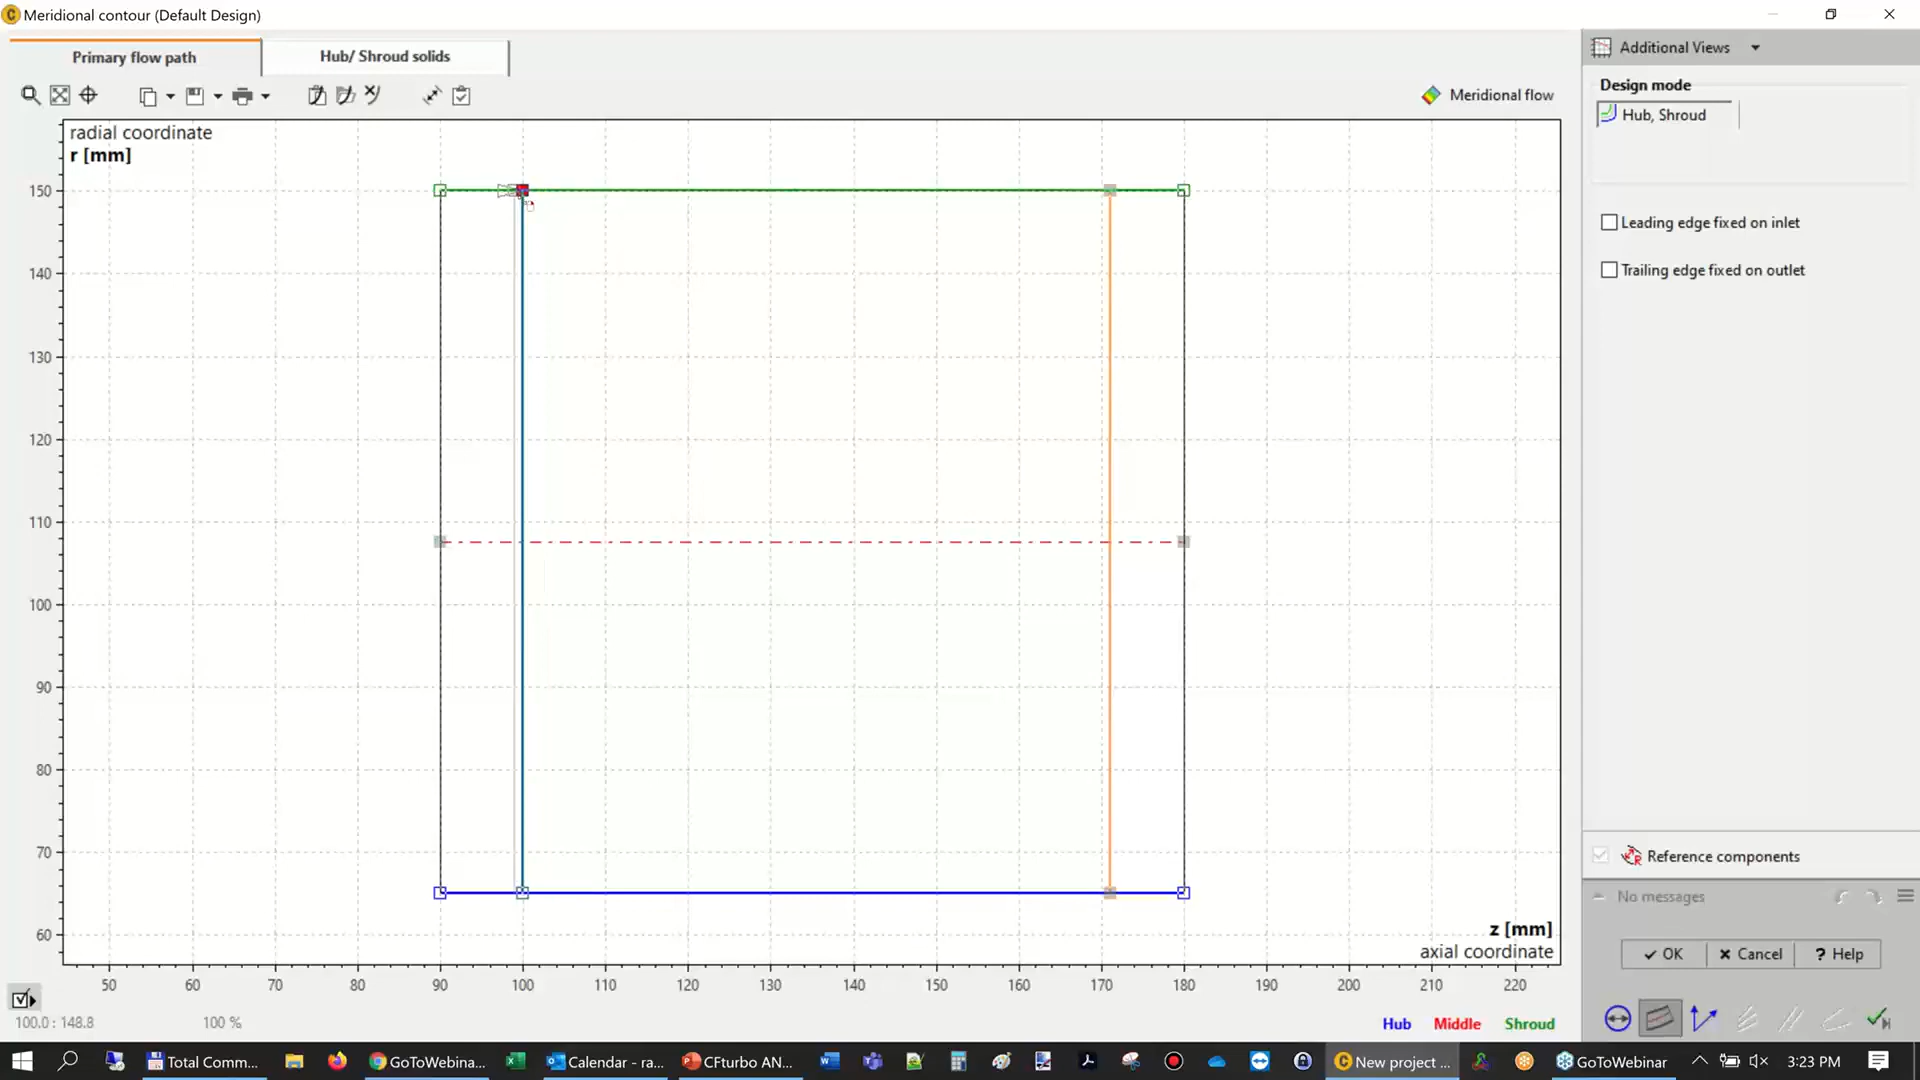 Meridional contour (Default Design)
Primary flow path
Hub/ Shroud solids
Additional Views
Design mode
Hub, Shroud
Meridional flow
radial coordinate
r [mm]
150
140
130
120
110
100
90
80
70
60
Leading edge fixed on inlet
Trailing edge fixed on outlet
Reference components
No messages
z [mm]
axial coordinate
OK
Cancel
? Help
50 60 70 80 90 100 110 120 130 140 150 160 170 180 190 200 210 220
100.0 : 148.8
100 %
Hub Middle Shroud
Total Comm...
GoToWebina...
Calendar - ra...
CFturbo AN...
New project ...
GoToWebinar
3:23 PM